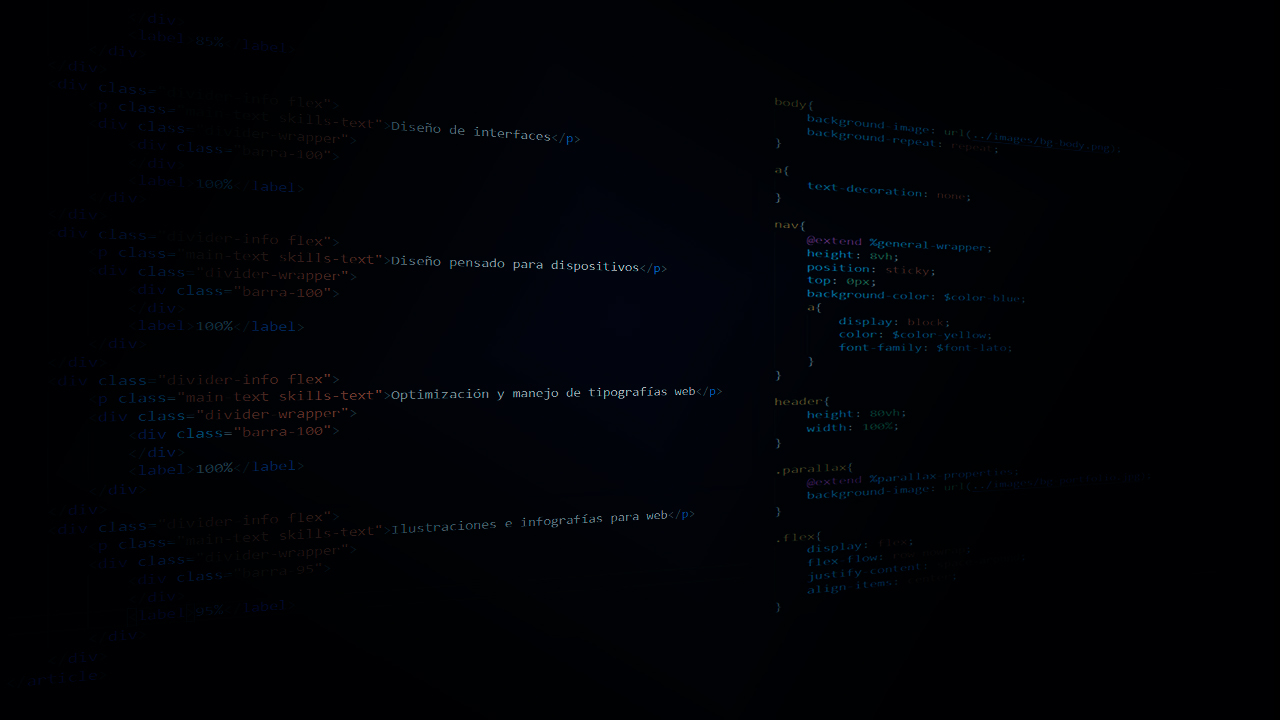 </div>
<label>85%</label>
</div>
</div>
<div class="divider-info flex">
<p class="main-text skills-text">Diseño de interfaces</p>
<div class="divider-wrapper">
<div class="barra-100">
</div>
<label>100%</label>
</div>
</div>
<div class="divider-info flex">
<p class="main-text skills-text">Diseño pensado para dispositivos</p>
<div class="divider-wrapper">
<div class="barra-100">
</div>
<label>100%</label>
</div>
</div>
<div class="divider-info flex">
<p class="main-text skills-text">Optimización y manejo de tipografías web</p>
<div class="divider-wrapper">
<div class="barra-100">
</div>
<label>100%</label>
</div>
</div>
<div class="divider-info flex">
<p class="main-text skills-text">Ilustraciones e infografías para web</p>
<div class="divider-wrapper">
<div class="barra-95">
</div>
<label>95%</label>
</div>
</div>
</article>
body{
background-image: url(../images/bg-body.png);
background-repeat: repeat;
}
a{
text-decoration: none;
}
nav{
@extend %general-wrapper;
height: 8vh;
position: sticky;
top: 0px;
background-color: $color-blue;
a{
display: block;
color: $color-yellow;
font-family: $font-lato;
}
}
header{
height: 80vh;
width: 100%;
}
.parallax{
@extend %parallax-properties;
background-image: url(../images/
}
.flex{
display: flex;
flex-flow:
justify-content:
align-items:
}